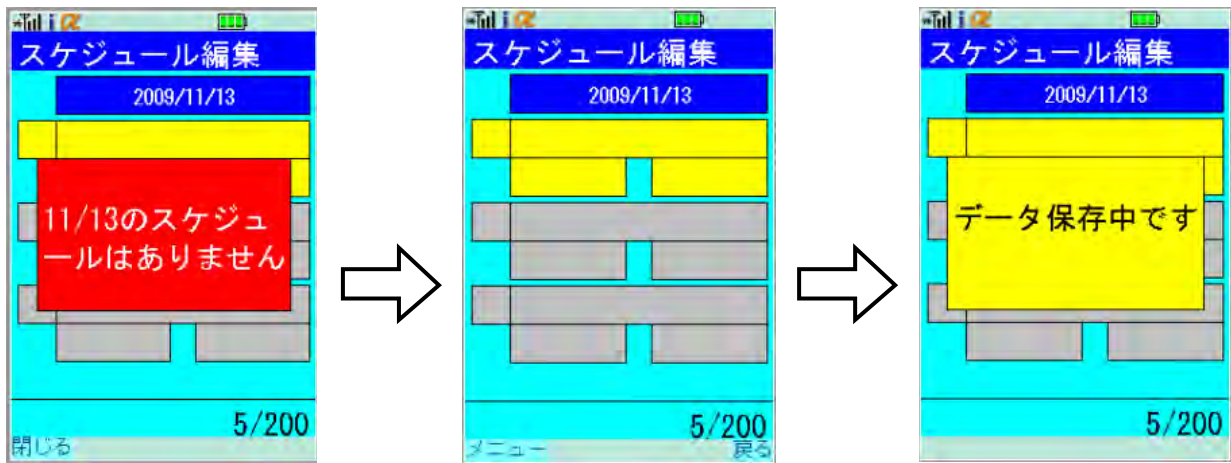 スケジュール編集
2009/11/13
11/13のスケジュ
ールはありません
5/200
閉じる
スケジュール編集
2009/11/13
5/200
メニュー 戻る
スケジュール編集
2009/11/13
データ保存中です
5/200